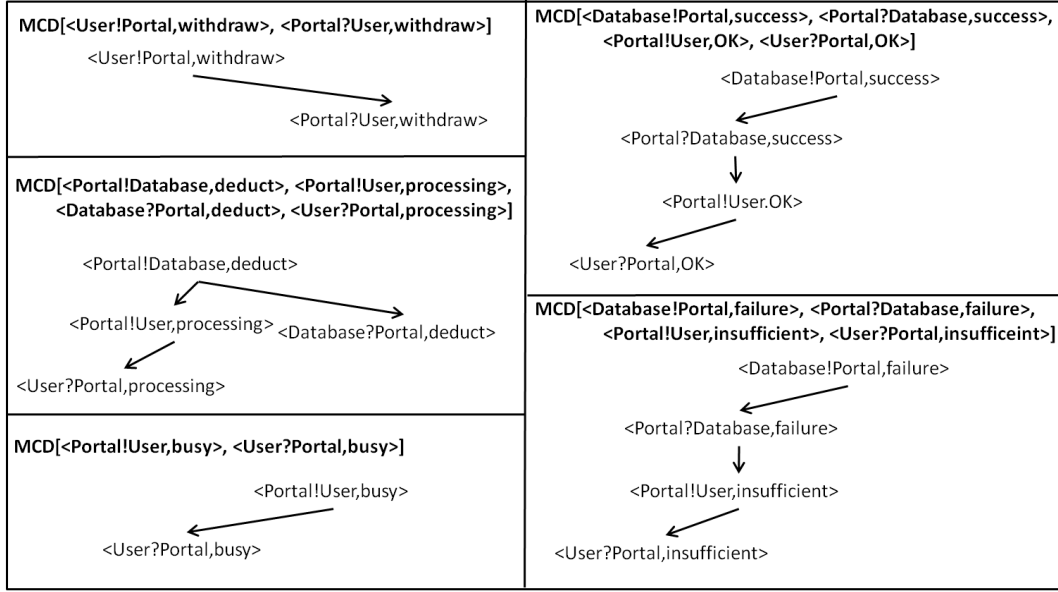 MCD[<User!Portal,withdraw>, <Portal?User,withdraw>]
<User!Portal,withdraw>
<Portal?User,withdraw>
MCD[<Portal!Database,deduct>, <Portal!User,processing>,
<Database?Portal,deduct>, <User?Portal,processing>]
<Portal!Database,deduct>
<Portal!User,processing>
<Database?Portal,deduct>
<User?Portal,processing>
MCD[<Portal!User,busy>, <User?Portal,busy>]
<Portal!User,busy>
<User?Portal,busy>
MCD[<Database!Portal,success>, <Portal?Database,success>,
<Portal!User,OK>, <User?Portal,OK>]
<Database!Portal,success>
<Portal?Database,success>
<Portal!User.OK>
<User?Portal,OK>
MCD[<Database!Portal,failure>, <Portal?Database,failure>,
<Portal!User,insufficient>, <User?Portal,insufficeint>]
<Database!Portal,failure>
<Portal?Database,failure>
<Portal!User,insufficient>
<User?Portal,insufficient>